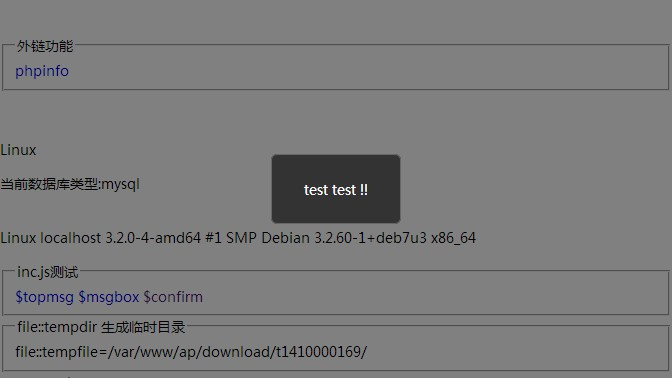 外链功能
phpinfo
Linux
当前数据库类型:mysql
test test !!
Linux localhost 3.2.0-4-amd64 #1 SMP Debian 3.2.60-1+deb7u3 x86_64
inc.js测试
$topmsg $msgbox $confirm
file::tempdir 生成临时目录
file::tempfile=/var/www/ap/download/t1410000169/